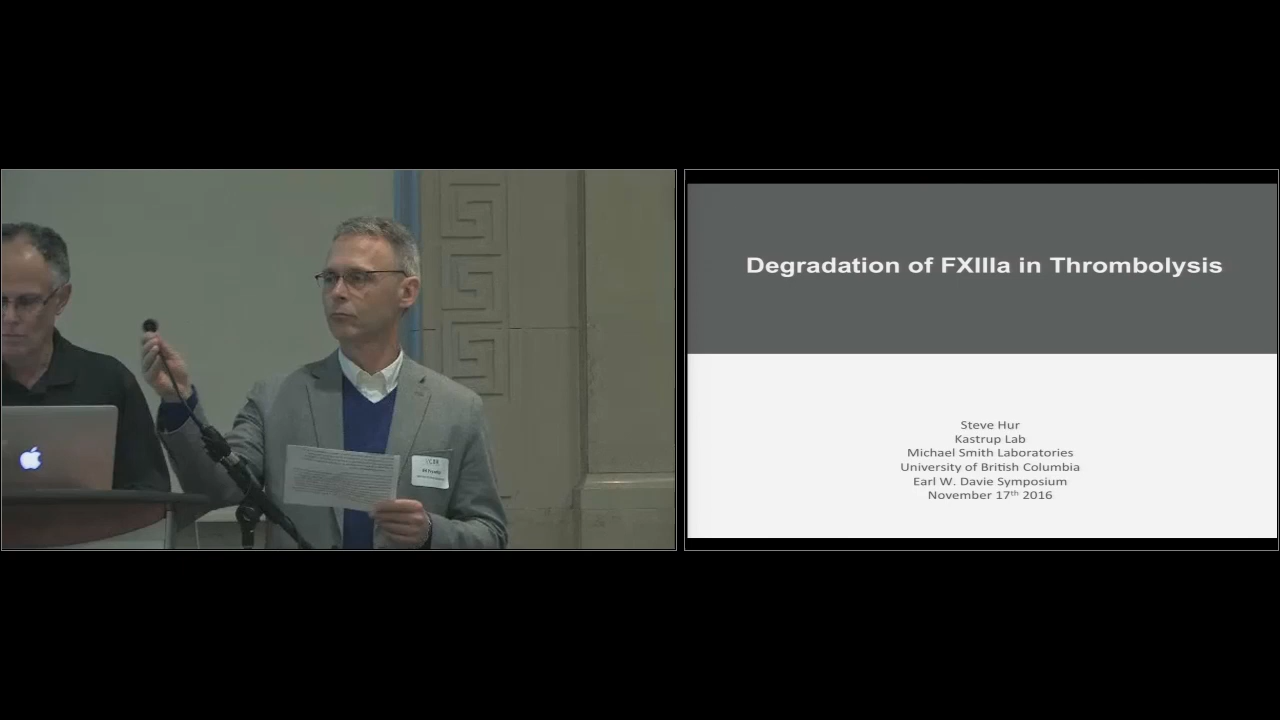 Degradation of FXIIIa in Thrombolysis
Steve Hur
Kastrup Lab
Michael Smith Laboratories
University of British Columbia
Earl W. Davie Symposium
November 17th 2016